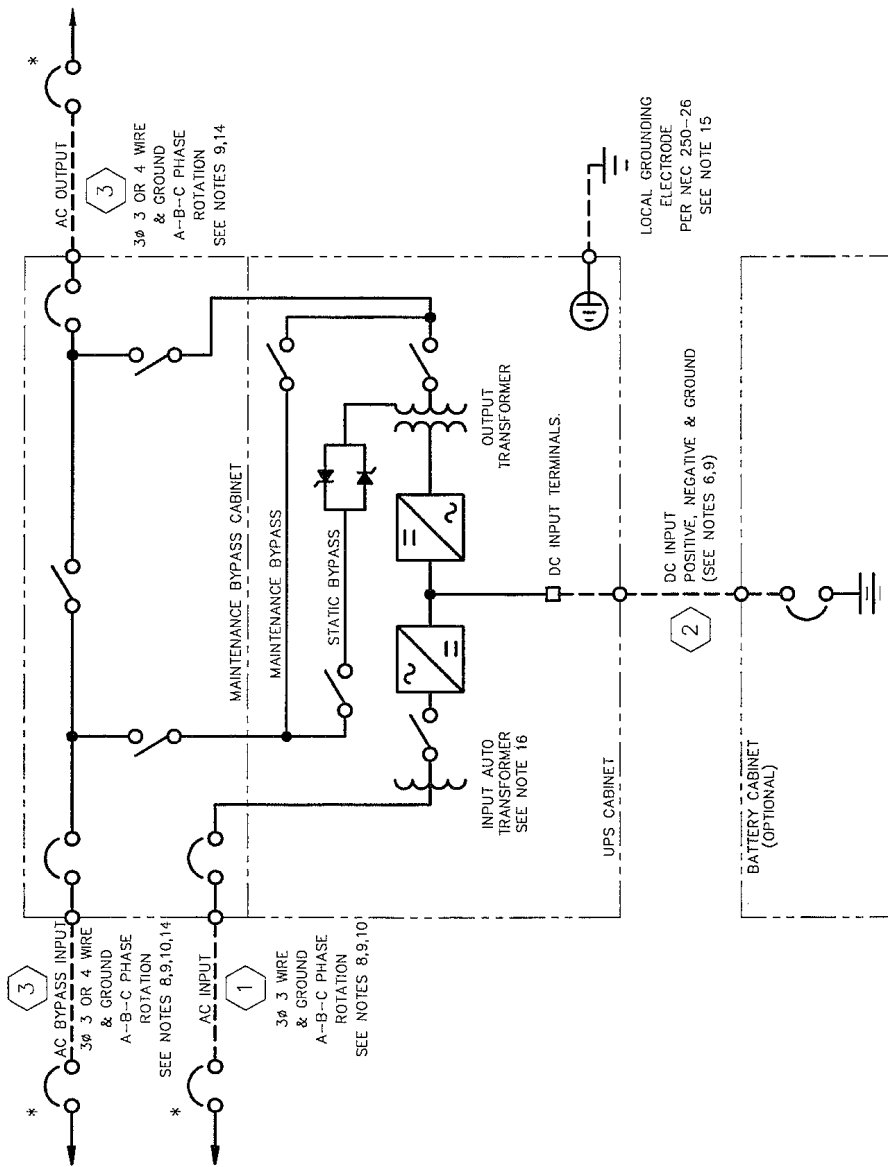 *
3
AC BYPASS INPUT
3ø 3 OR 4 WIRE
& GROUND
A-B-C PHASE
ROTATION
SEE NOTES 8,9,10,14
*
AC INPUT
1
3ø 3 WIRE
& GROUND
A-B-C PHASE
ROTATION
SEE NOTES 8,9,10
MAINTENANCE BYPASS CABINET
MAINTENANCE BYPASS
STATIC BYPASS
INPUT AUTO
TRANSFORMER
SEE NOTE 16
OUTPUT
TRANSFORMER
DC INPUT TERMINALS.
UPS CABINET
*
AC OUTPUT
3
3ø 3 OR 4 WIRE
& GROUND
A-B-C PHASE
ROTATION
SEE NOTES 9,14
LOCAL GROUNDING
ELECTRODE
PER NEC 250-26
SEE NOTE 15
2
DC INPUT
POSITIVE, NEGATIVE & GROUND
(SEE NOTES 6,9)
BATTERY CABINET
(OPTIONAL)